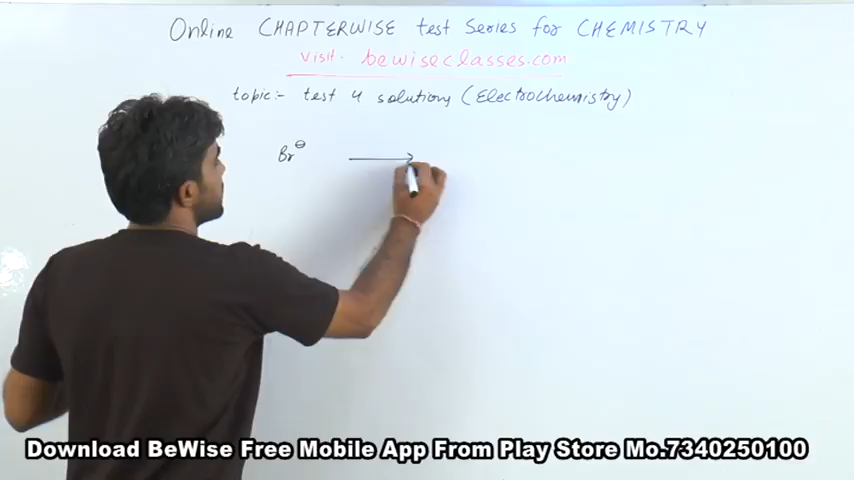 Online CHAPTERWISE test Series for CHEMISTRY
visit. bewiseclasses.com
topic:- test 4 solutions (Electrochemistry)
Br⊖ →
Download BeWise Free Mobile App From Play Store Mo.7340250100